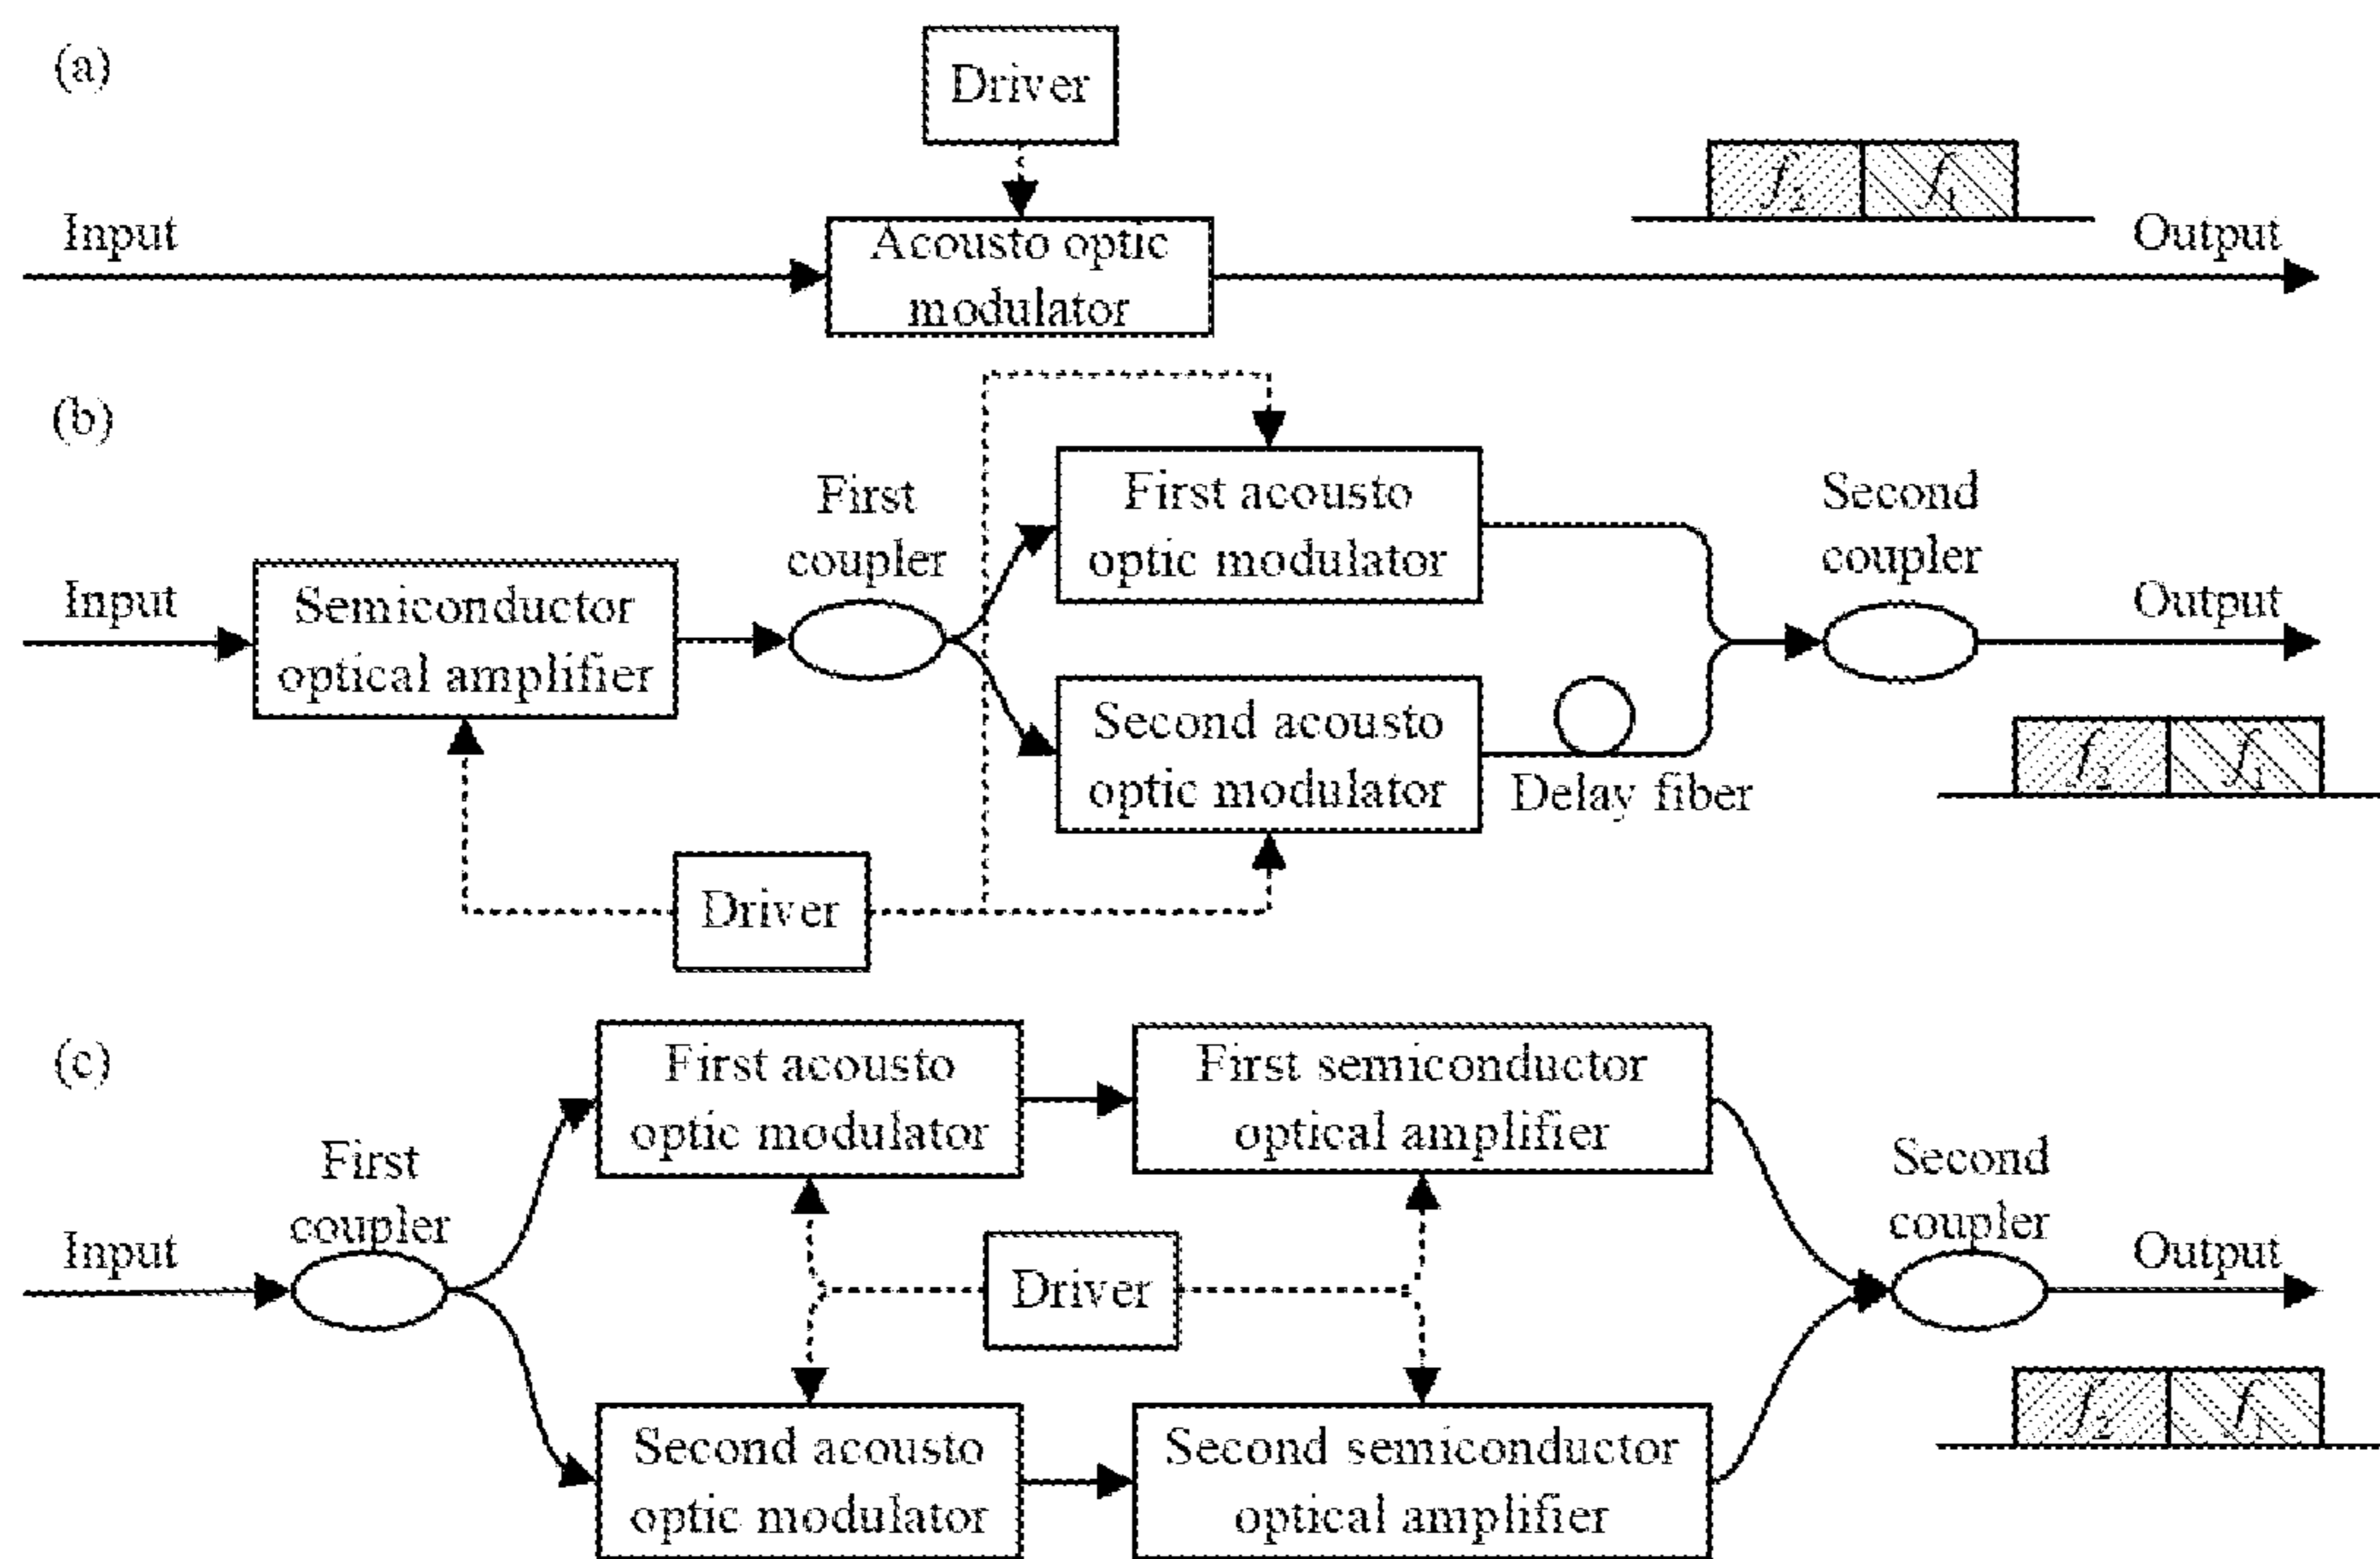 (a)
Driver
Input
Acousto optic
modulator
f2 f1
Output
(b)
First
coupler
First acousto
optic modulator
Second
coupler
Input
Semiconductor
optical amplifier
Output
Second acousto
optic modulator
Delay fiber
f2 f1
Driver
(c)
First acousto
optic modulator
First semiconductor
optical amplifier
First
coupler
Second
coupler
Input
Driver
Output
f2 f1
Second acousto
optic modulator
Second semiconductor
optical amplifier